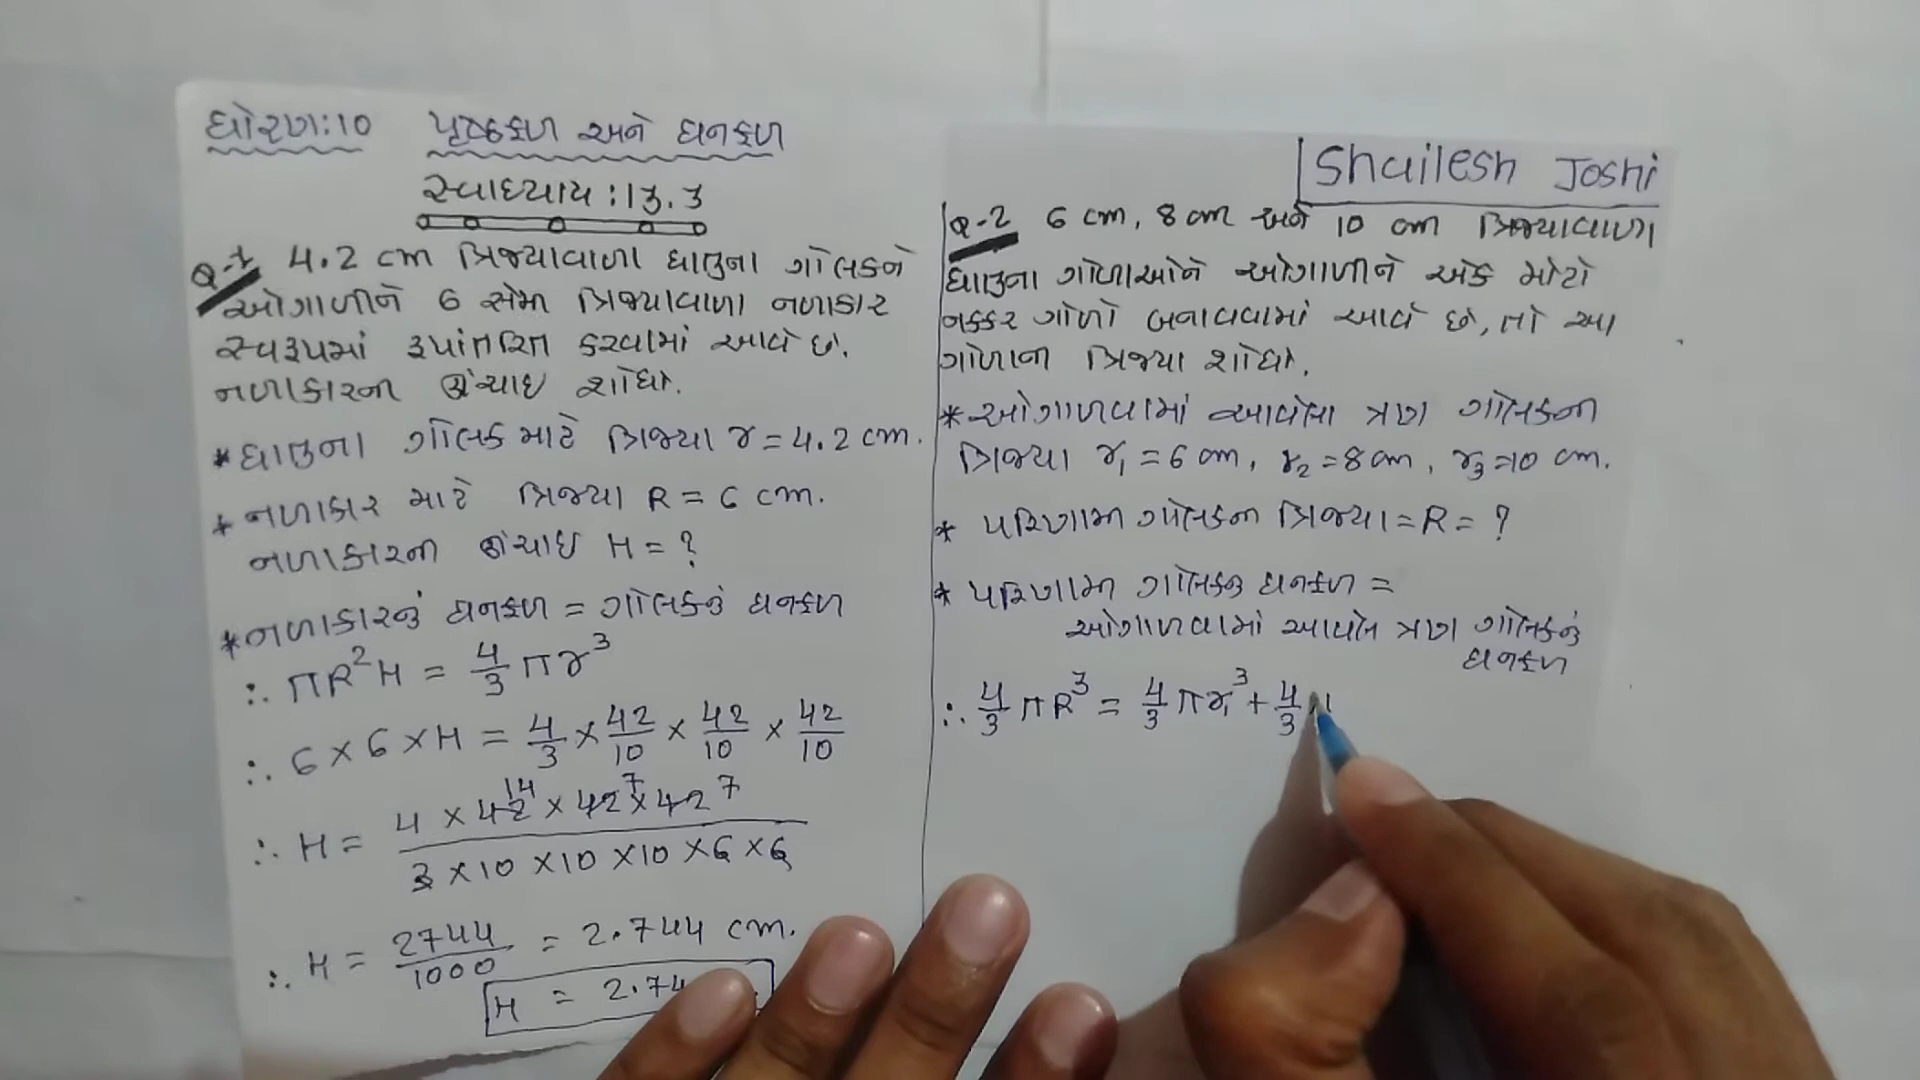 ધોરણ:10 પૃષ્ઠફળ અને ઘનફળ
સ્વાધ્યાય:13.3
Q-1 4.2 cm ત્રિજ્યાવાળા ધાતુના ગોલકને
ઓગાળીને 6 સેમી ત્રિજ્યાવાળા નળાકાર
સ્વરૂપમાં રૂપાંતરિત કરવામાં આવે છે.
નળાકારની ઊંચાઇ શોધો.
* ધાતુના ગોલક માટે ત્રિજ્યા r = 4.2 cm.
* નળાકાર માટે ત્રિજ્યા R = 6 cm.
નળાકારની ઊંચાઇ H = ?
* નળાકારનું ઘનફળ = ગોલકનું ઘનફળ
∴ πR²H = 4/3 πr³
∴ 6 × 6 × H = 4/3 × 42/10 × 42/10 × 42/10
14 7 7
∴ H = 4 × 42 × 42 × 42
3 × 10 × 10 × 10 × 6 × 6
∴ H = 2744/1000 = 2.744 cm.
H = 2.74
Shailesh Joshi
Q-2 6 cm, 8 cm અને 10 cm ત્રિજ્યાવાળા
ધાતુના ગોળાઓને ઓગાળીને એક મોટો
નક્કર ગોળો બનાવવામાં આવે છે, તો આ
ગોળાની ત્રિજ્યા શોધો.
* ઓગાળવામાં આવેલા ત્રણ ગોલકની
ત્રિજ્યા r₁ = 6 cm, r₂ = 8 cm, r₃ = 10 cm.
* પરિણામી ગોલકની ત્રિજ્યા = R = ?
* પરિણામી ગોલકનું ઘનફળ =
ઓગાળવામાં આવેલ ત્રણ ગોલકનું
ઘનફળ
∴ 4/3 πR³ = 4/3 πr₁³ + 4/3